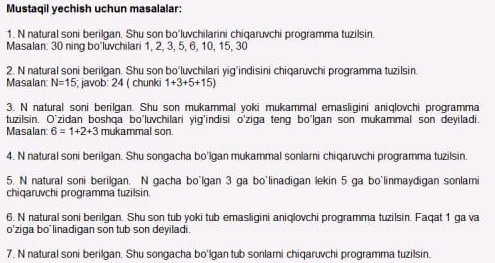 Mustaqil yechish uchun masalalar:
1. N natural soni berilgan. Shu son bo'luvchilarini chiqaruvchi programma tuzilsin.
Masalan: 30 ning bo'luvchilari 1, 2, 3, 5, 6, 10, 15, 30
2. N natural soni berilgan. Shu son bo'luvchilari yig'indisini chiqaruvchi programma tuzilsin.
Masalan: N=15; javob: 24 ( chunki 1+3+5+15)
3. N natural soni berilgan. Shu son mukammal yoki mukammal emasligini aniqlovchi programma
tuzilsin. O'zidan boshqa bo'luvchilari yig'indisi o'ziga teng bo'lgan son mukammal son deyiladi.
Masalan: 6 = 1+2+3 mukammal son.
4. N natural soni berilgan. Shu songacha bo'lgan mukammal sonlarni chiqaruvchi programma tuzilsin.
5. N natural soni berilgan. N gacha bo`lgan 3 ga bo`linadigan lekin 5 ga bo`linmaydigan sonlarni
chiqaruvchi programma tuzilsin.
6. N natural soni berilgan. Shu son tub yoki tub emasligini aniqlovchi programma tuzilsin. Faqat 1 ga va
o'ziga bo`linadigan son tub son deyiladi.
7. N natural soni berilgan. Shu songacha bo'lgan tub sonlarni chiqaruvchi programma tuzilsin.